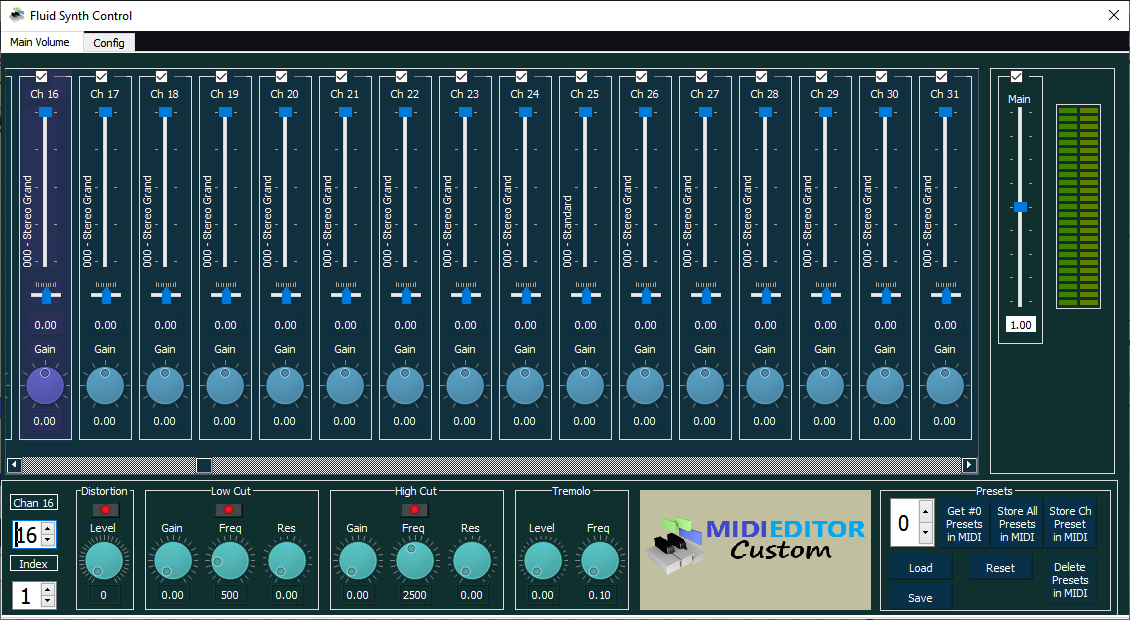 Fluid Synth Control
Main Volume Config
Ch 16 Ch 17 Ch 18 Ch 19 Ch 20 Ch 21 Ch 22 Ch 23 Ch 24 Ch 25 Ch 26 Ch 27 Ch 28 Ch 29 Ch 30 Ch 31
Main
000 - Stereo Grand
000 - Stereo Grand
000 - Stereo Grand
000 - Stereo Grand
000 - Stereo Grand
000 - Stereo Grand
000 - Stereo Grand
000 - Stereo Grand
000 - Stereo Grand
000 - Standard
000 - Stereo Grand
000 - Stereo Grand
000 - Stereo Grand
000 - Stereo Grand
000 - Stereo Grand
000 - Stereo Grand
0.00 0.00 0.00 0.00 0.00 0.00 0.00 0.00 0.00 0.00 0.00 0.00 0.00 0.00 0.00 0.00
1.00
Gain Gain Gain Gain Gain Gain Gain Gain Gain Gain Gain Gain Gain Gain Gain Gain
0.00 0.00 0.00 0.00 0.00 0.00 0.00 0.00 0.00 0.00 0.00 0.00 0.00 0.00 0.00 0.00
Chan 16
16
Index
1
Distortion
Level
0
Low Cut
Gain Freq Res
0.00 500 0.00
High Cut
Gain Freq Res
0.00 2500 0.00
Tremolo
Level Freq
0.00 0.10
MIDIEDITOR
Custom
Presets
0
Get #0
Presets
in MIDI
Store All
Presets
in MIDI
Store Ch
Preset
in MIDI
Load
Reset
Delete
Presets
in MIDI
Save